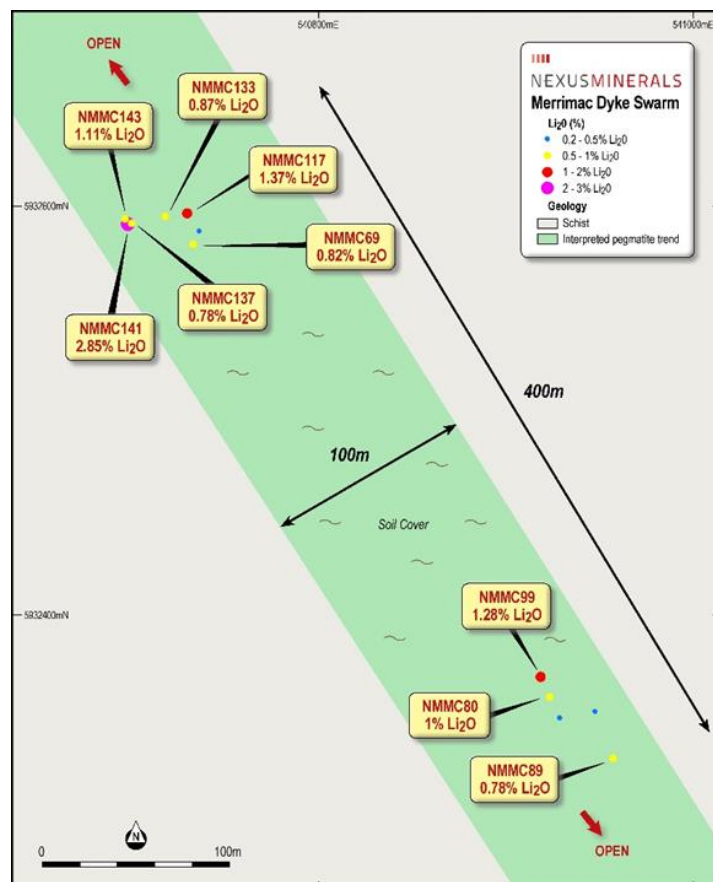 540800mE
541000mE
OPEN
NEXUSMINERALS
Merrimac Dyke Swarm
Li₂0 (%)
0.2 - 0.5% Li₂O
0.5 - 1% Li₂O
1 - 2% Li₂O
2 - 3% Li₂O
Geology
Schist
Interpreted pegmatite trend
NMMC133
0.87% Li₂O
NMMC143
1.11% Li₂O
NMMC117
1.37% Li₂O
5932600mN
NMMC69
0.82% Li₂O
NMMC137
0.78% Li₂O
NMMC141
2.85% Li₂O
400m
100m
Soil Cover
NMMC99
1.28% Li₂O
5932400mN
NMMC80
1% Li₂O
NMMC89
0.78% Li₂O
N
0
100m
OPEN